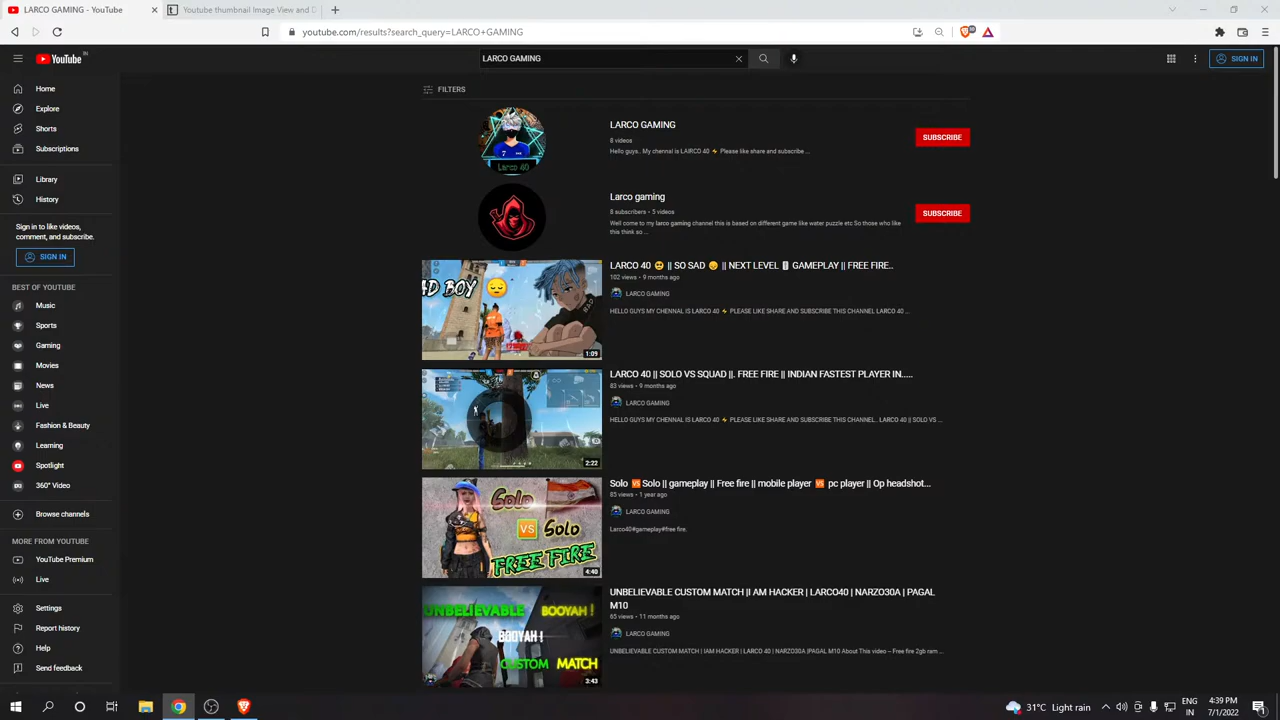 LARCO GAMING - YouTube
Youtube thumbnail Image View and D
youtube.com/results?search_query=LARCO+GAMING
YouTube
IN
LARCO GAMING
SIGN IN
FILTERS
Home
Explore
Shorts
Subscriptions
Library
History
Sign in to like videos,
comment, and subscribe.
SIGN IN
BEST OF YOUTUBE
Music
Sports
Gaming
Movies
News
Live
Fashion & Beauty
Learning
Spotlight
360° Video
Browse channels
MORE FROM YOUTUBE
YouTube Premium
Live
Settings
Report history
Help
Send feedback
LARCO GAMING
8 videos
Hello guys.. My chennal is LAIRCO 40 ⚡ Please like share and subscribe ...
SUBSCRIBE
Larco 40
Larco gaming
8 subscribers • 5 videos
Well come to my larco gaming channel this is based on different game like water puzzle etc So those who like
this think so ...
SUBSCRIBE
LARCO 40 🥺 || SO SAD 😞 || NEXT LEVEL 🎚 GAMEPLAY || FREE FIRE..
102 views • 9 months ago
LARCO GAMING
HELLO GUYS MY CHENNAL IS LARCO 40 ⚡ PLEASE LIKE SHARE AND SUBSCRIBE THIS CHANNEL LARCO 40 ...
BOY
1:09
LARCO 40 || SOLO VS SQUAD ||. FREE FIRE || INDIAN FASTEST PLAYER IN.....
83 views • 9 months ago
LARCO GAMING
HELLO GUYS MY CHENNAL IS LARCO 40 ⚡ PLEASE LIKE SHARE AND SUBSCRIBE THIS CHANNEL.. LARCO 40 || SOLO VS ...
2:22
Solo 🆚 Solo || gameplay || Free fire || mobile player 🆚 pc player || Op headshot...
85 views • 1 year ago
LARCO GAMING
Larco40#gameplay#free fire.
Solo
VS
Solo
FREE FIRE
4:40
UNBELIEVABLE CUSTOM MATCH |I AM HACKER | LARCO40 | NARZO30A | PAGAL
M10
65 views • 11 months ago
LARCO GAMING
UNBELIEVABLE CUSTOM MATCH | IAM HACKER | LARCO 40 | NARZO30A |PAGAL M10 About This video – Free fire 2gb ram ...
UNBELIEVABLE
BOOYAH !
BOOYAH !
CUSTOM MATCH
3:43
31°C Light rain
ENG
IN
4:39 PM
7/1/2022